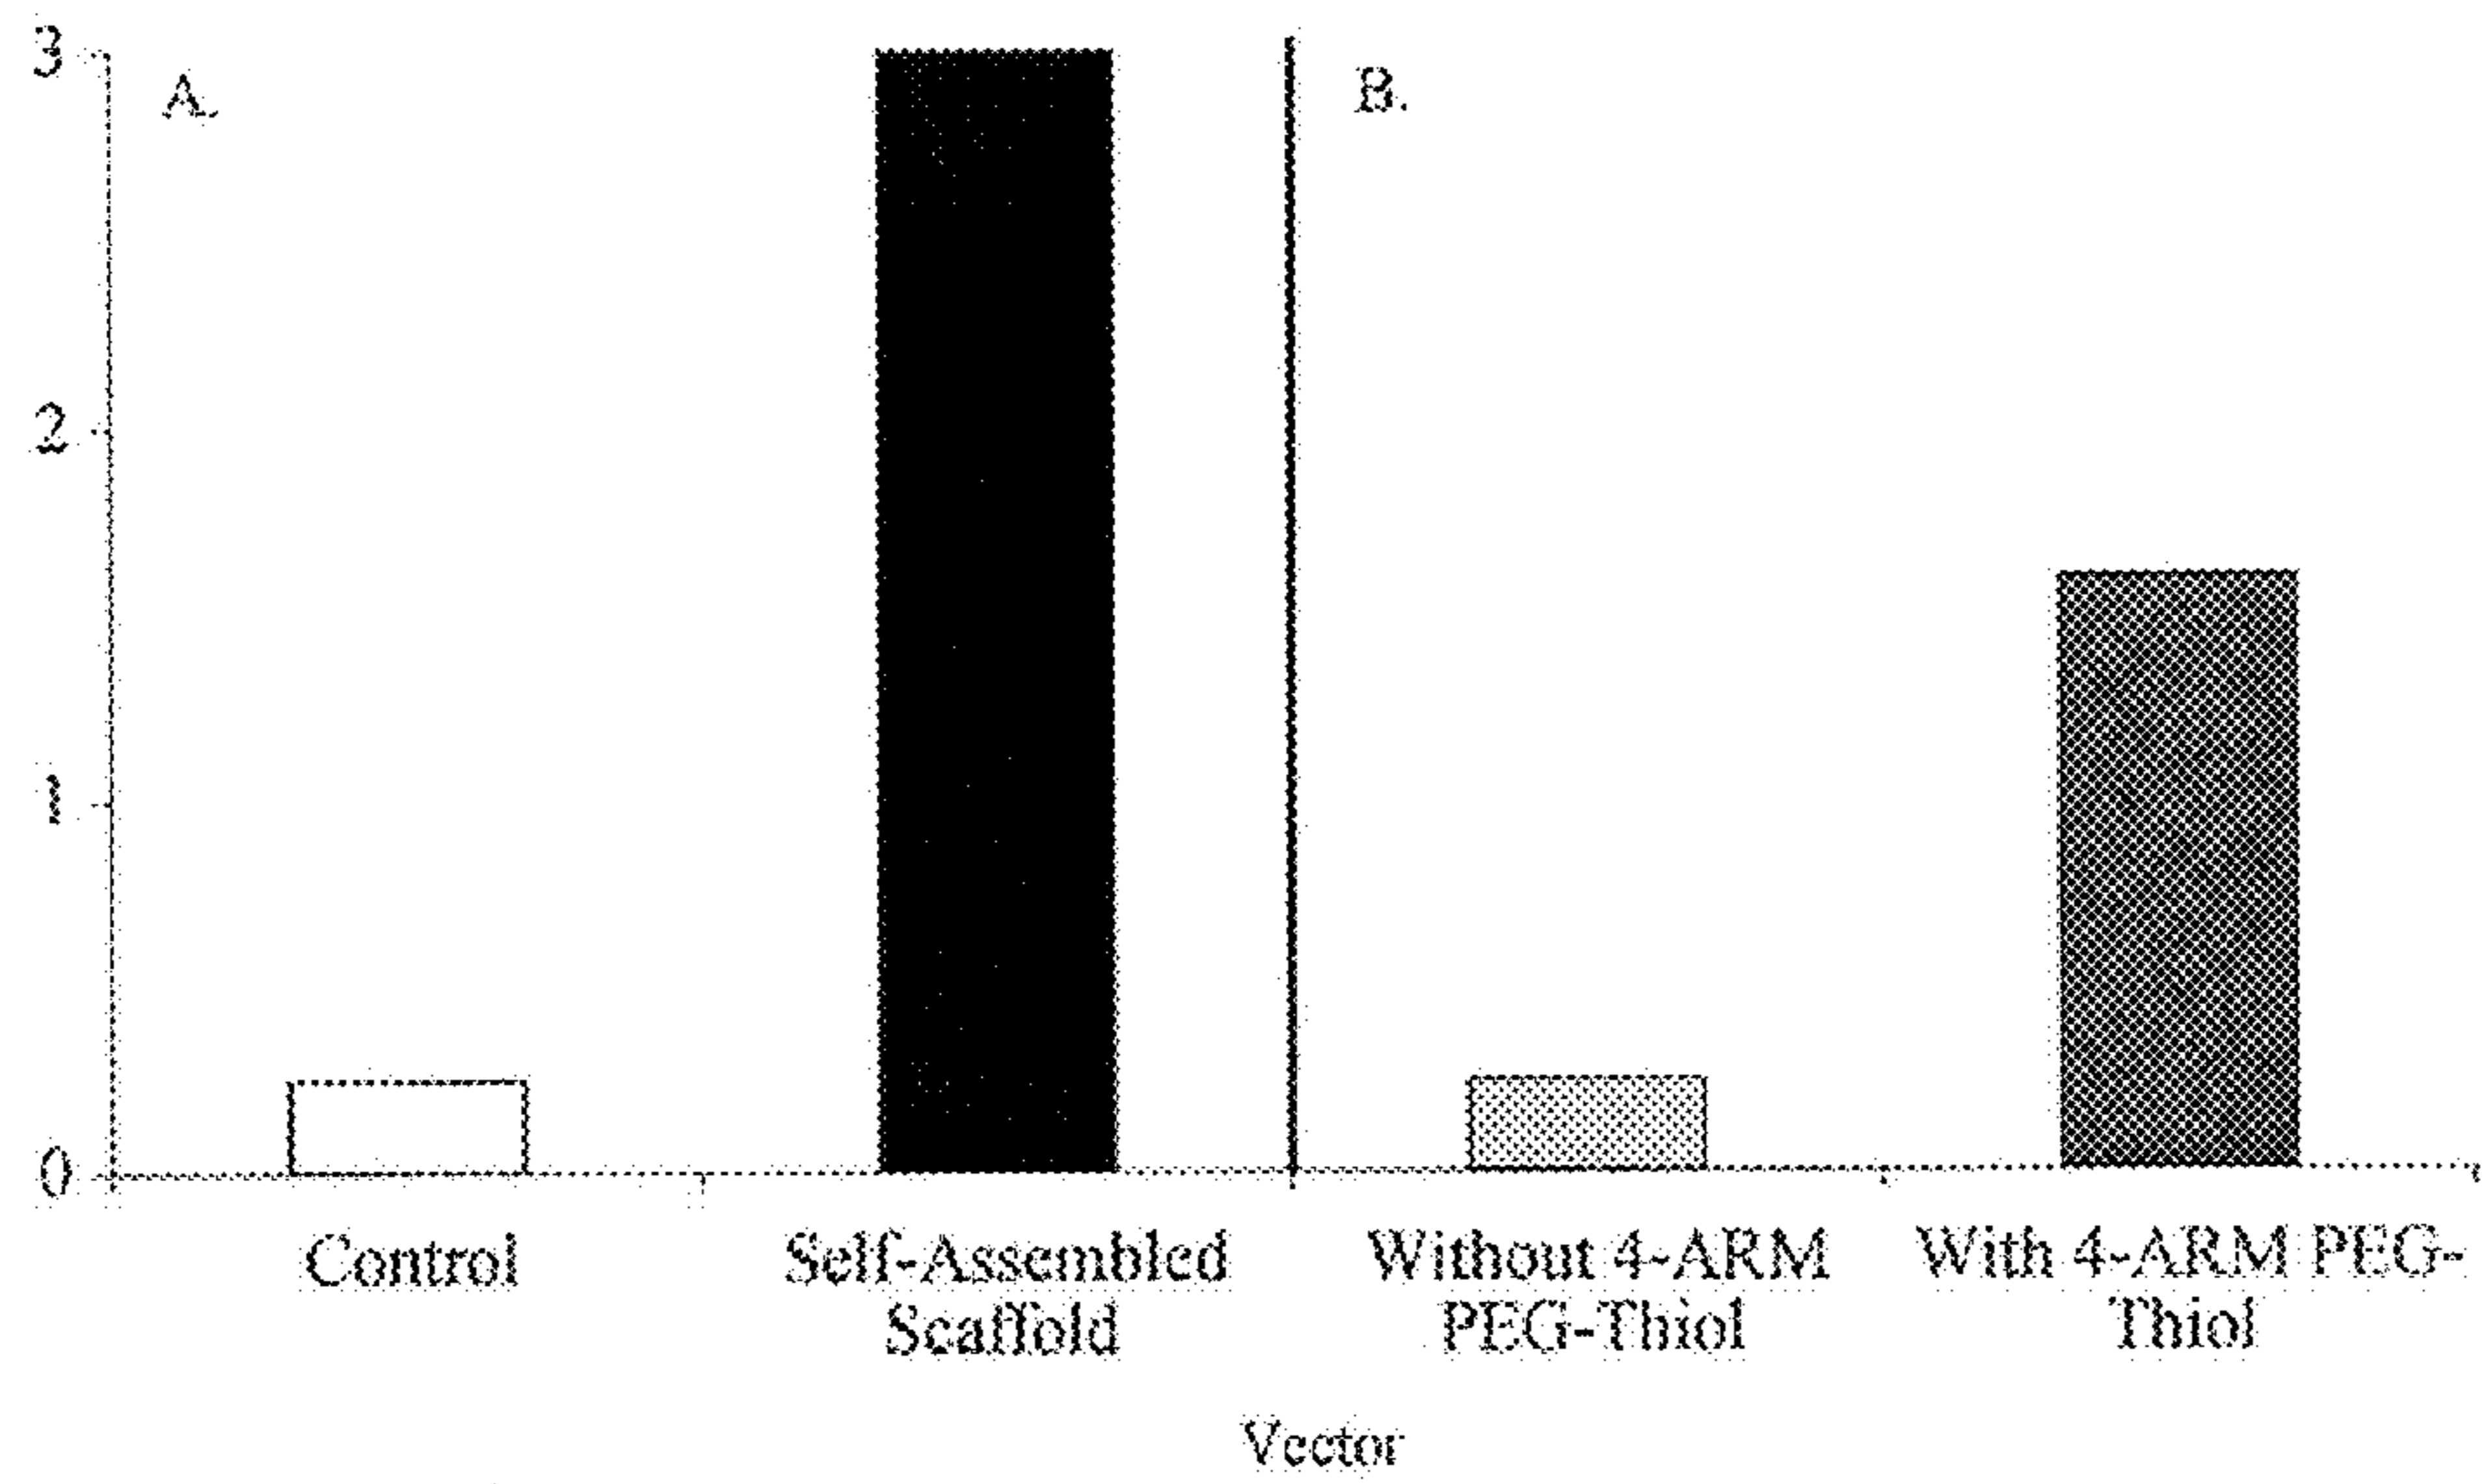 3
A.
B.
2
1
0
Control
Self-Assembled
Scaffold
Without 4-ARM
PEG-Thiol
With 4-ARM PEG-
Thiol
Vector